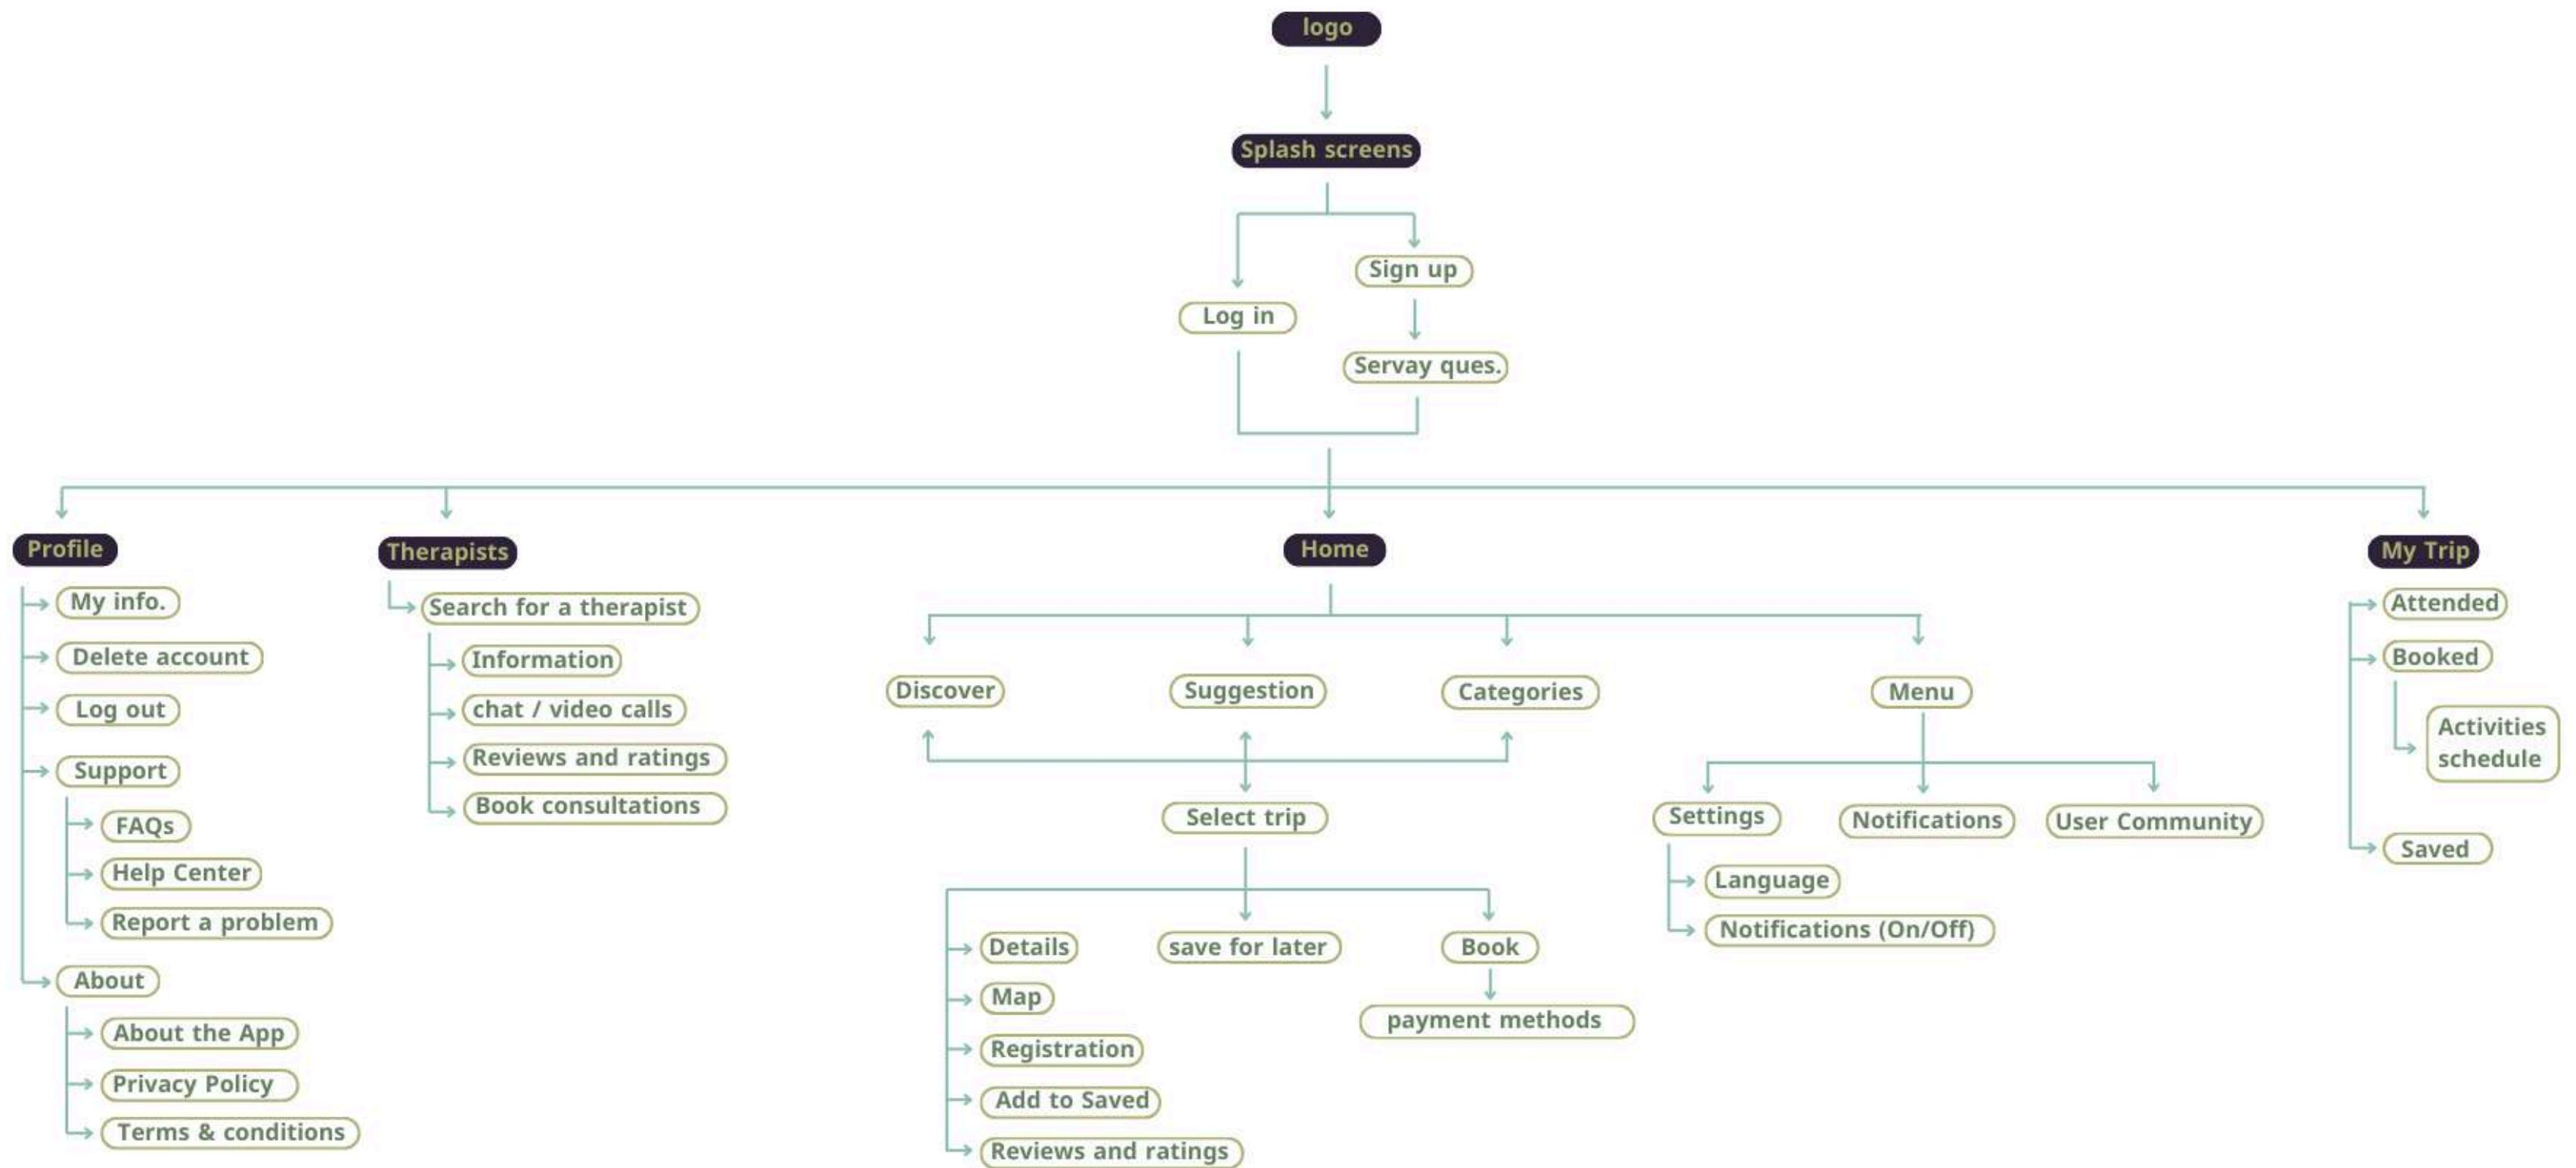 logo
Splash screens
Sign up
Log in
Servay ques.
Profile
My info.
Delete account
Log out
Support
FAQs
Help Center
Report a problem
About
About the App
Privacy Policy
Terms & conditions
Therapists
Search for a therapist
Information
chat / video calls
Reviews and ratings
Book consultations
Home
Discover
Suggestion
Categories
Menu
Select trip
Details
Map
Registration
Add to Saved
Reviews and ratings
save for later
Book
payment methods
Settings
Language
Notifications (On/Off)
Notifications
User Community
My Trip
Attended
Booked
Activities
schedule
Saved